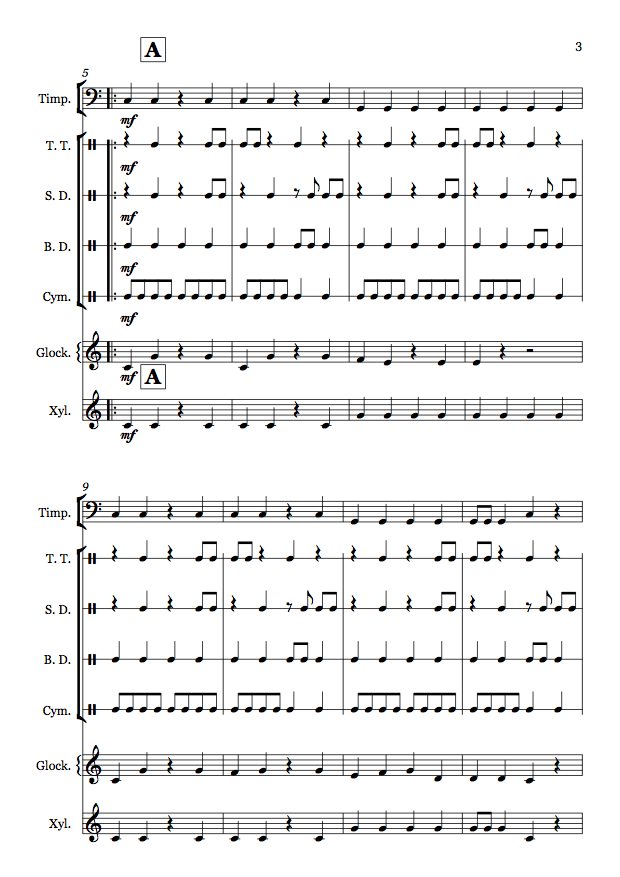 3
A
5
Timp.
mf
T. T.
mf
S. D.
mf
B. D.
mf
Cym.
mf
Glock.
mf
A
Xyl.
mf
9
Timp.
T. T.
S. D.
B. D.
Cym.
Glock.
Xyl.